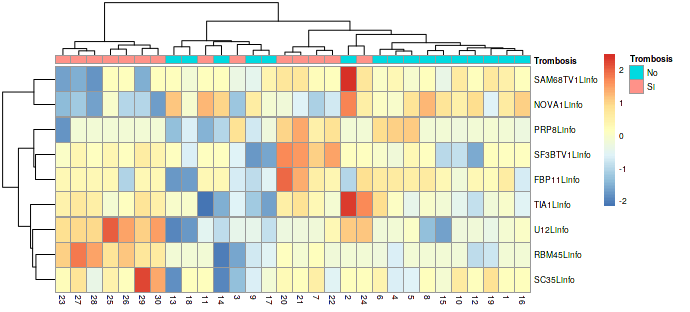 Trombosis
SAM68TV1Linfo
NOVA1Linfo
PRP8Linfo
SF3BTV1Linfo
FBP11Linfo
TIA1Linfo
U12Linfo
RBM45Linfo
SC35Linfo
23 27 28 25 26 29 30 13 18 11 14 3 9 17 20 21 7 22 2 24 6 4 5 8 15 10 12 19 1 16
2
1
0
-1
-2
Trombosis
No
Si